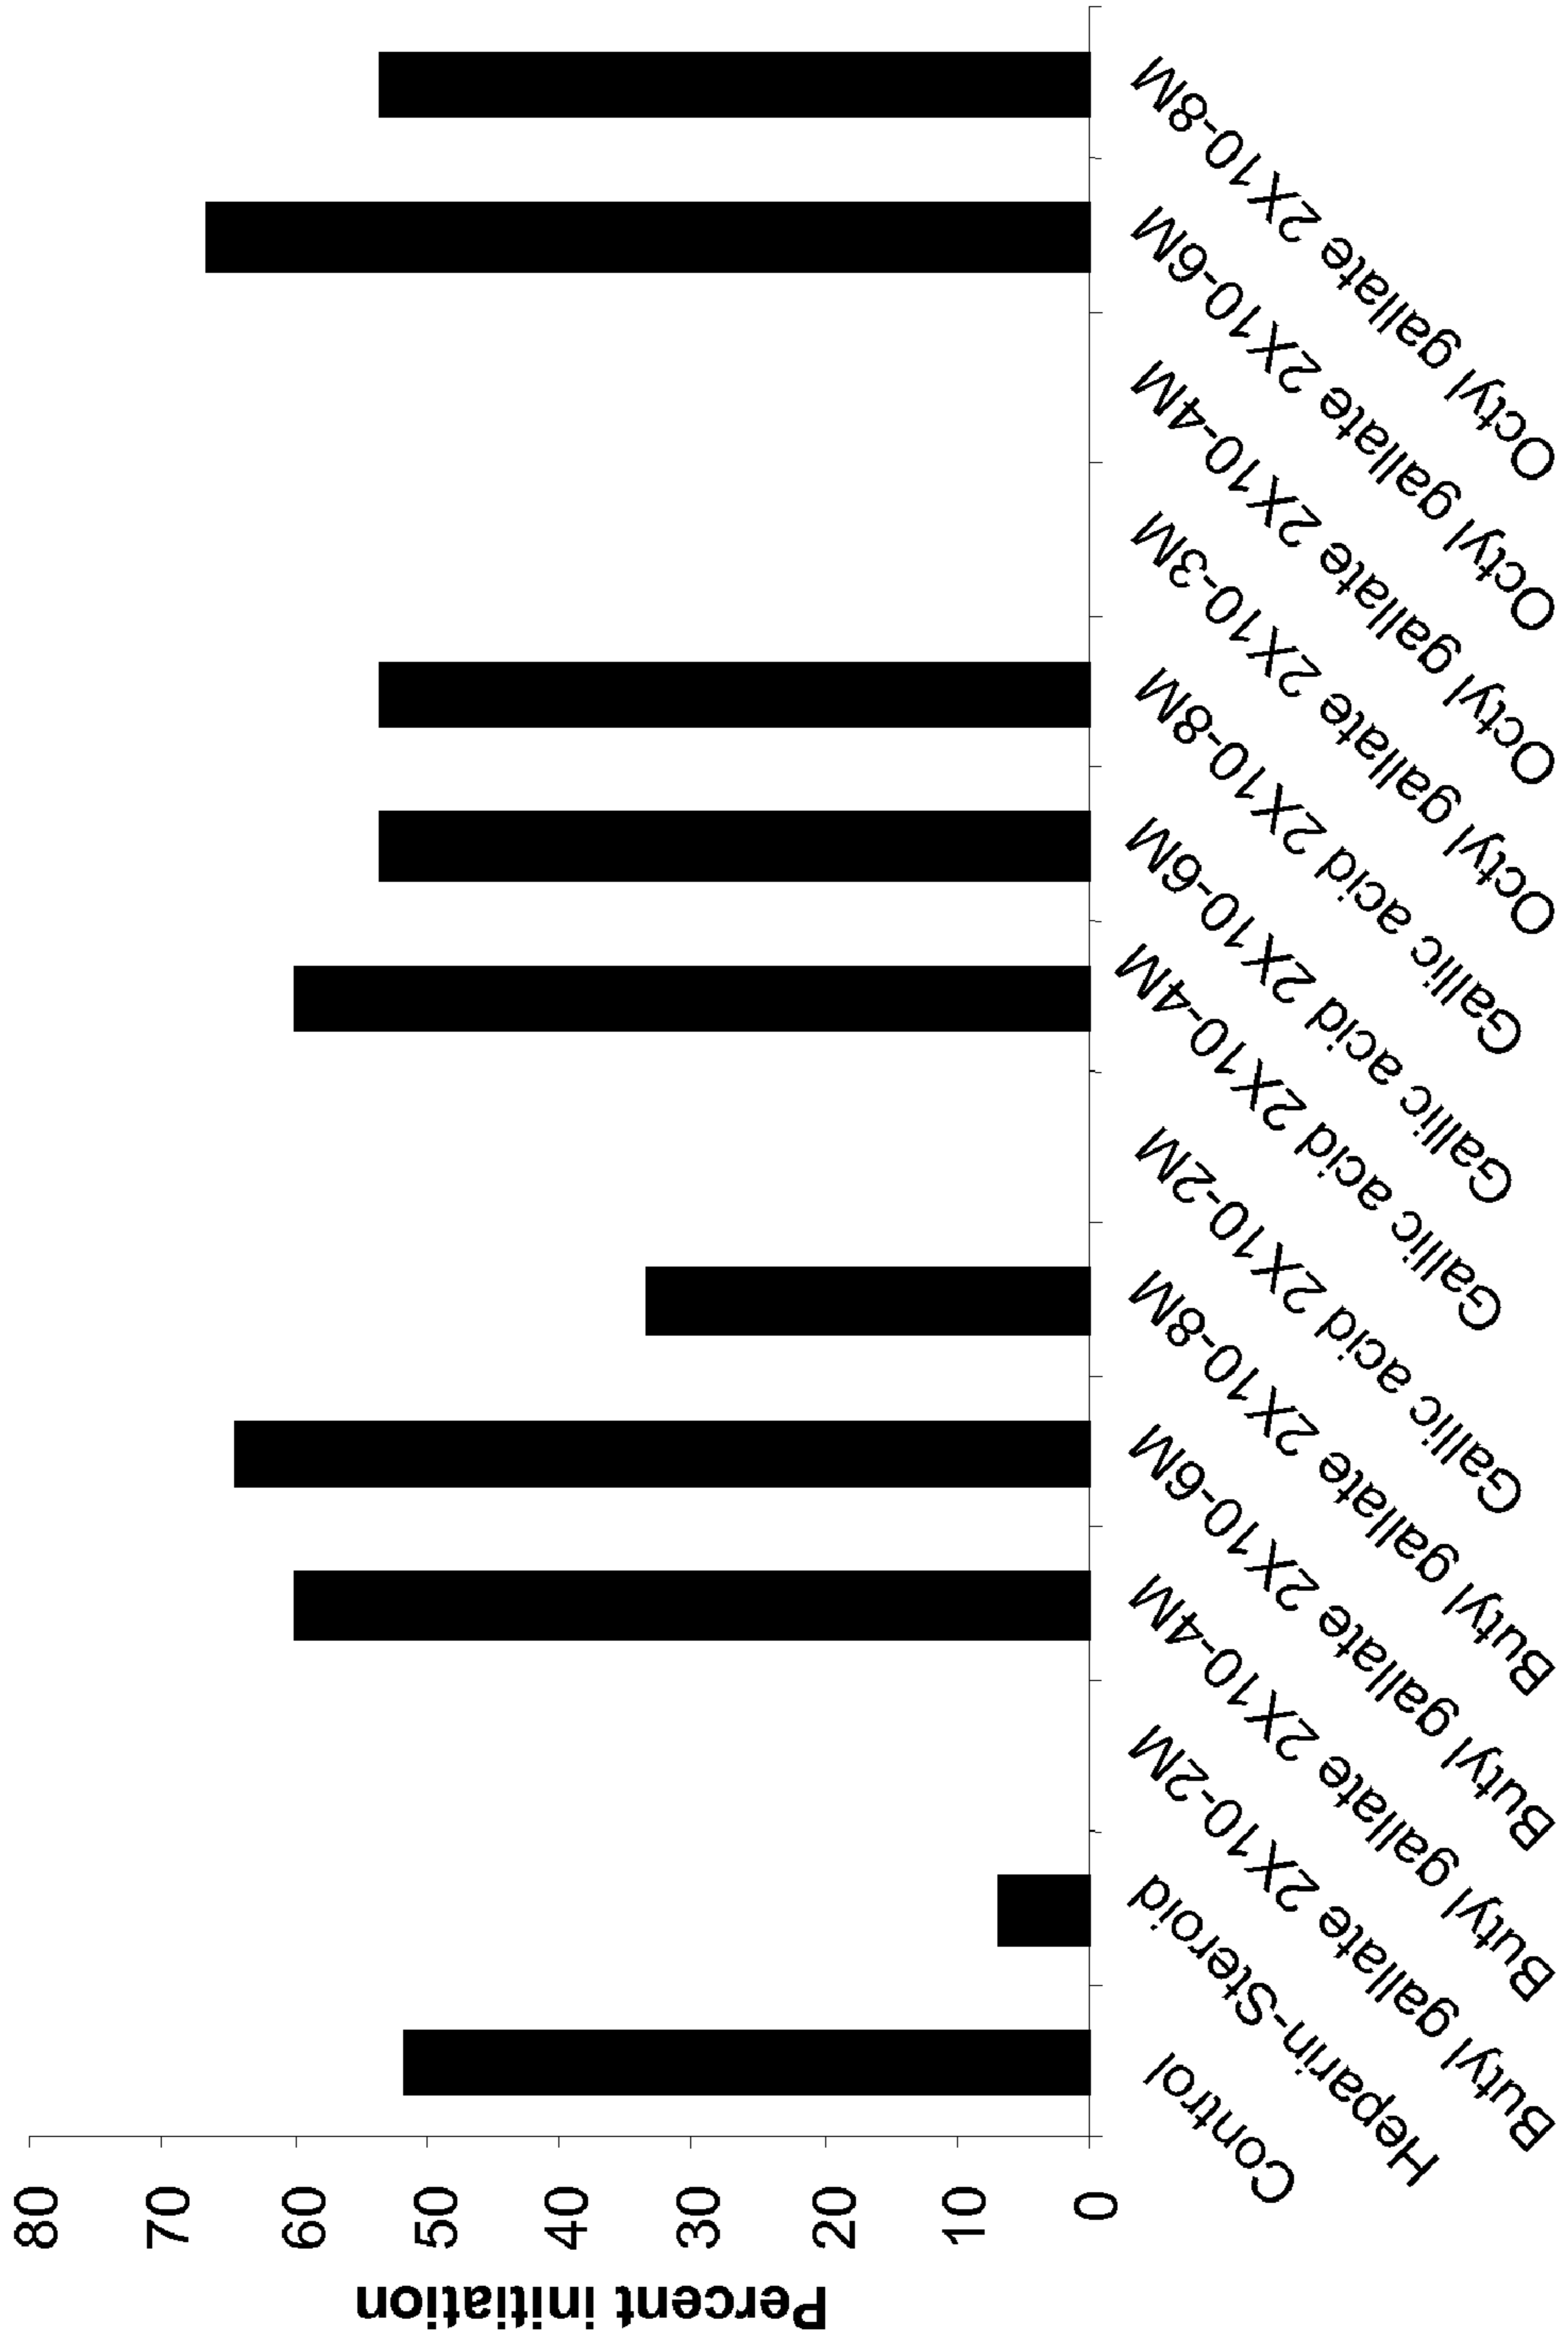 Percent initiation
80
70
60
50
40
30
20
10
0
Control
Heparin-Steroid
Butyl gallate 2X10-2M
Butyl gallate 2X10-4M
Butyl gallate 2X10-6M
Butyl gallate 2X10-8M
Gallic acid 2X10-2M
Gallic acid 2X10-4M
Gallic acid 2X10-6M
Gallic acid 2X10-8M
Octyl gallate 2X10-3M
Octyl gallate 2X10-4M
Octyl gallate 2X10-6M
Octyl gallate 2X10-8M